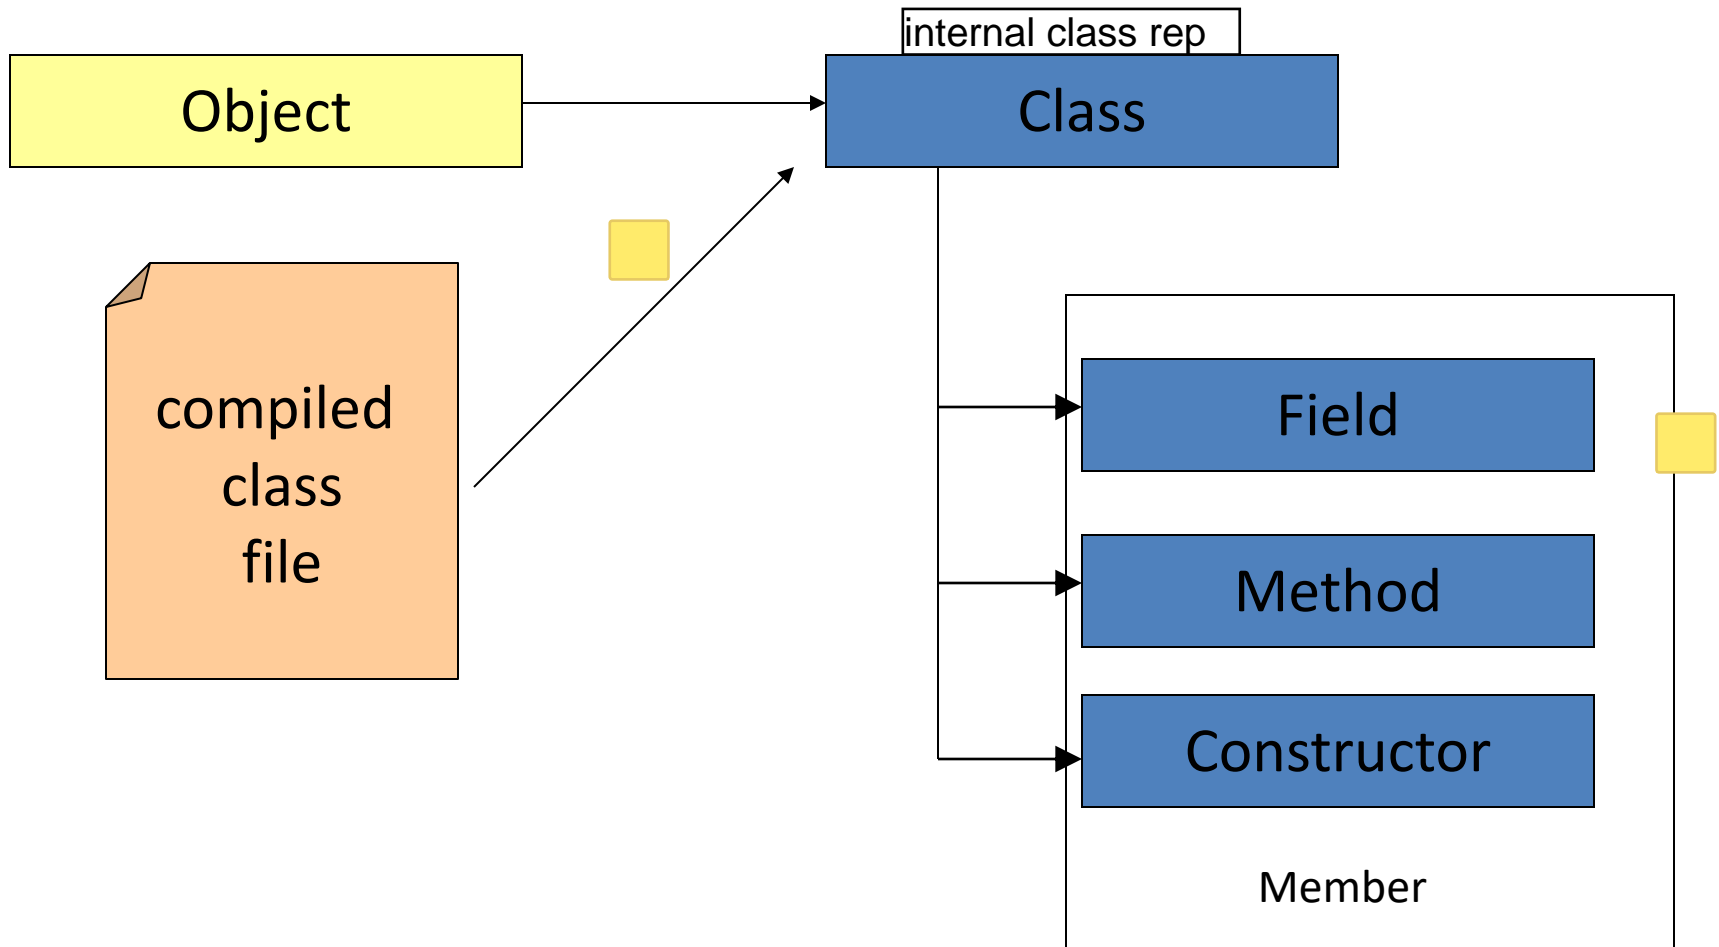 internal class rep
Object
Class
compiled
class
file
Field
Method
Constructor
Member